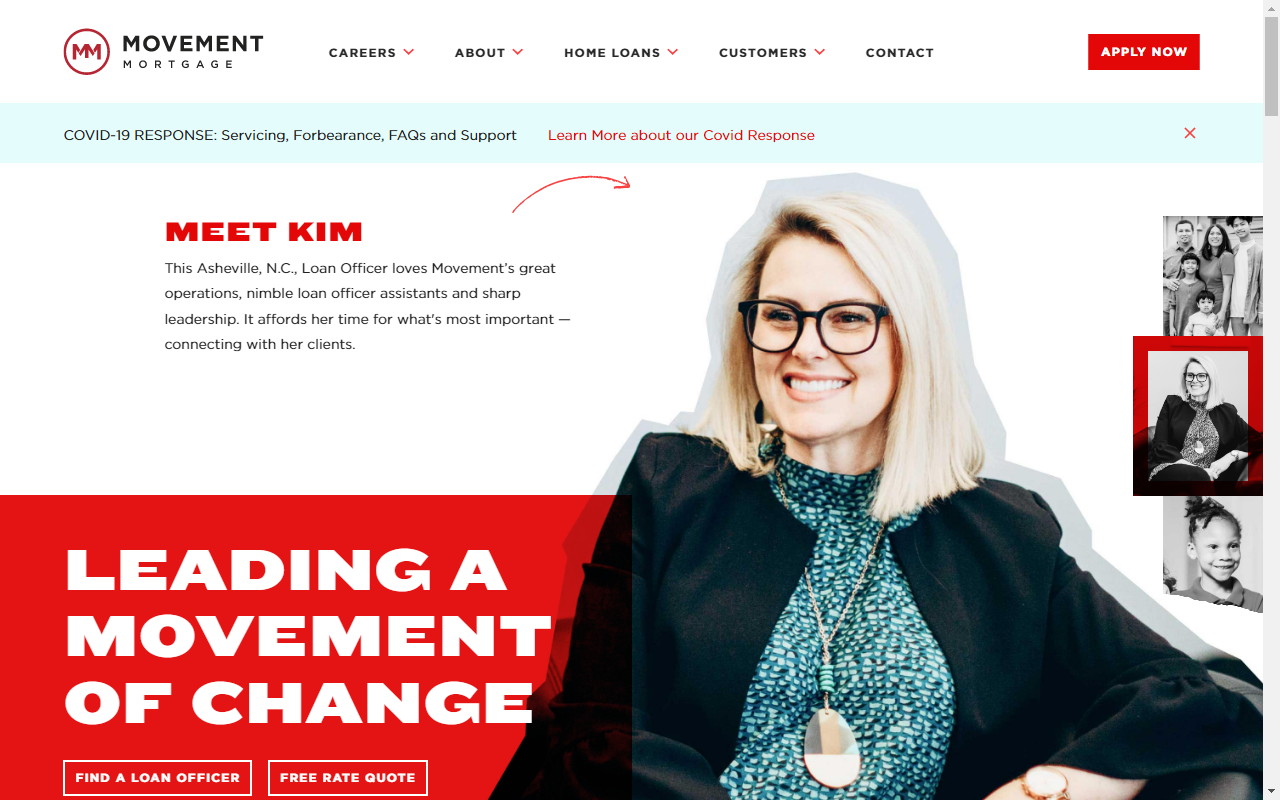 MOVEMENT
MORTGAGE
CAREERS ABOUT HOME LOANS CUSTOMERS CONTACT APPLY NOW
COVID-19 RESPONSE: Servicing, Forbearance, FAQs and Support Learn More about our Covid Response
MEET KIM
This Asheville, N.C., Loan Officer loves Movement’s great
operations, nimble loan officer assistants and sharp
leadership. It affords her time for what's most important —
connecting with her clients.
LEADING A
MOVEMENT
OF CHANGE
FIND A LOAN OFFICER FREE RATE QUOTE